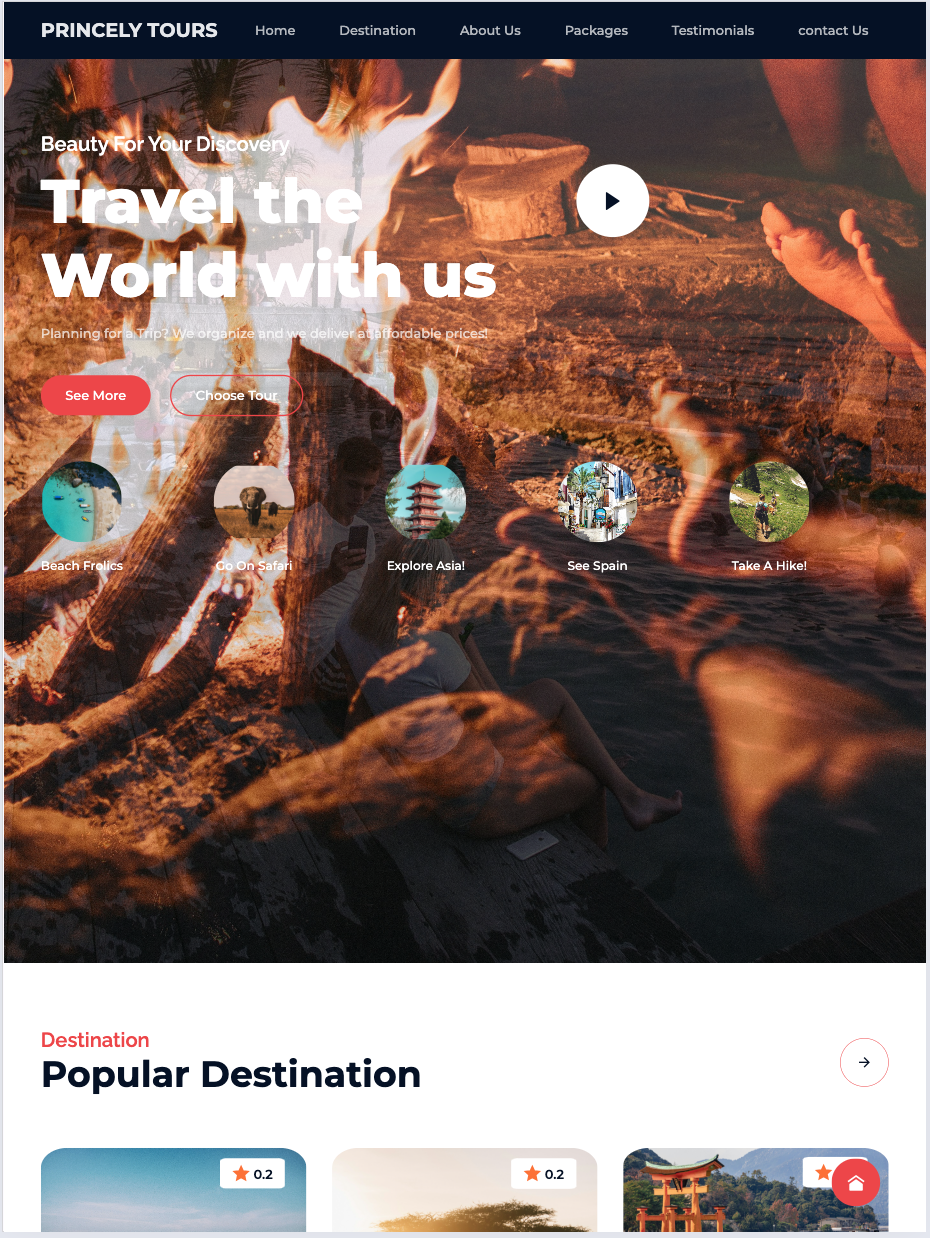 PRINCELY TOURS Home Destination About Us Packages Testimonials contact Us
Beauty For Your Discovery
Travel the
World with us
Planning for a Trip? We organize and we deliver at affordable prices!
See More Choose Tour
Beach Frolics Go On Safari Explore Asia! See Spain Take A Hike!
Destination
Popular Destination
0.2 0.2